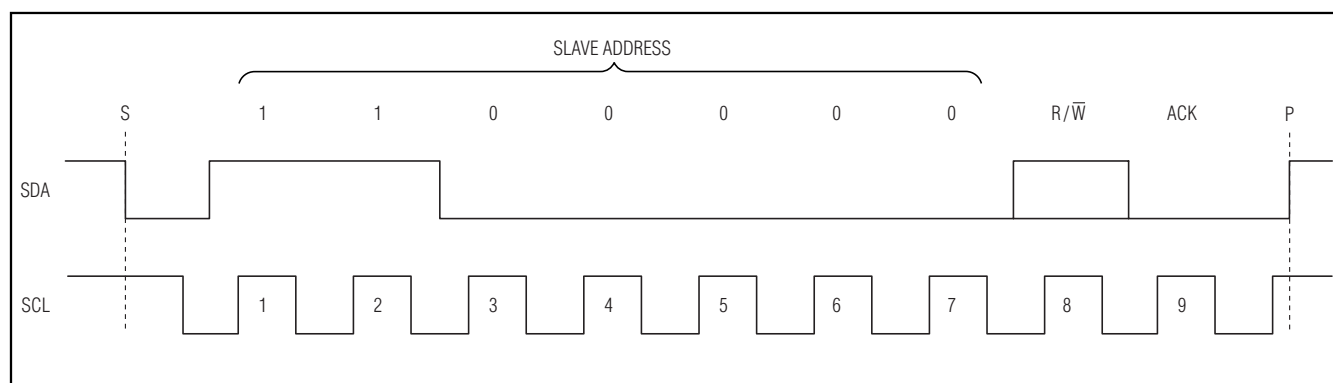 SLAVE ADDRESS
S 1 1 0 0 0 0 0 R/W̅ ACK P
SDA
SCL 1 2 3 4 5 6 7 8 9